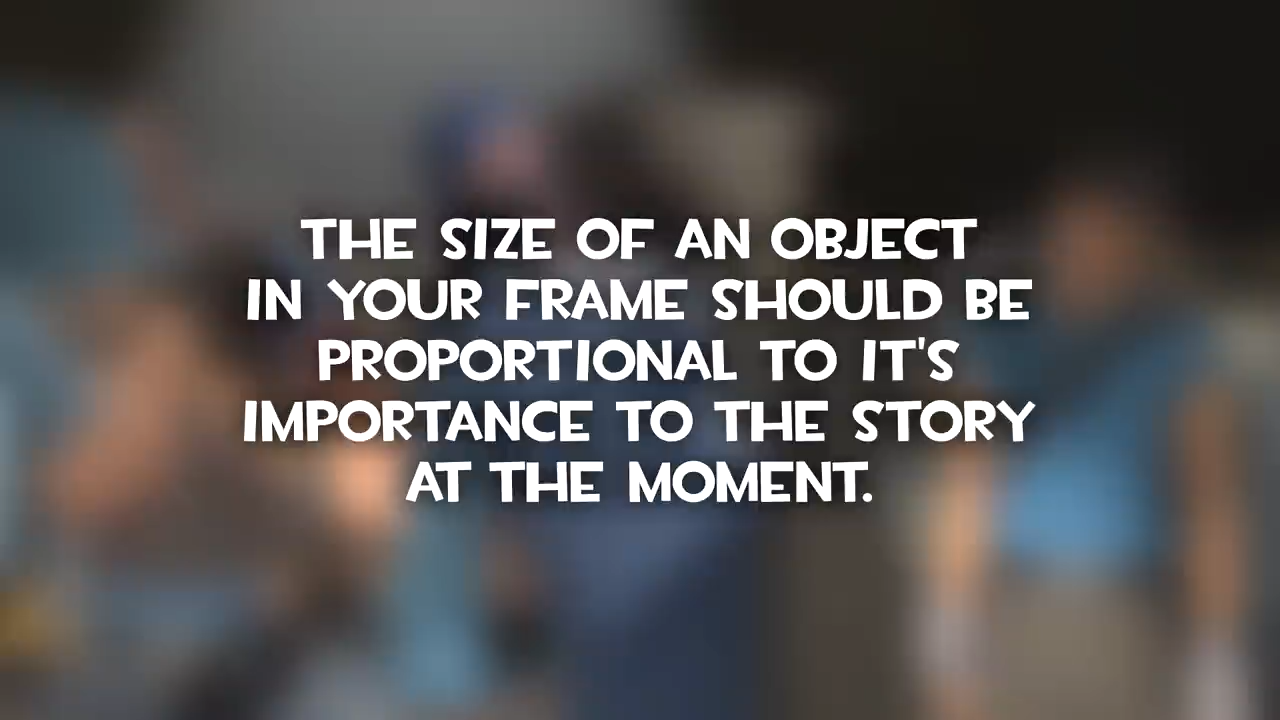 THE SIZE OF AN OBJECT
IN YOUR FRAME SHOULD BE
PROPORTIONAL TO IT'S
IMPORTANCE TO THE STORY
AT THE MOMENT.